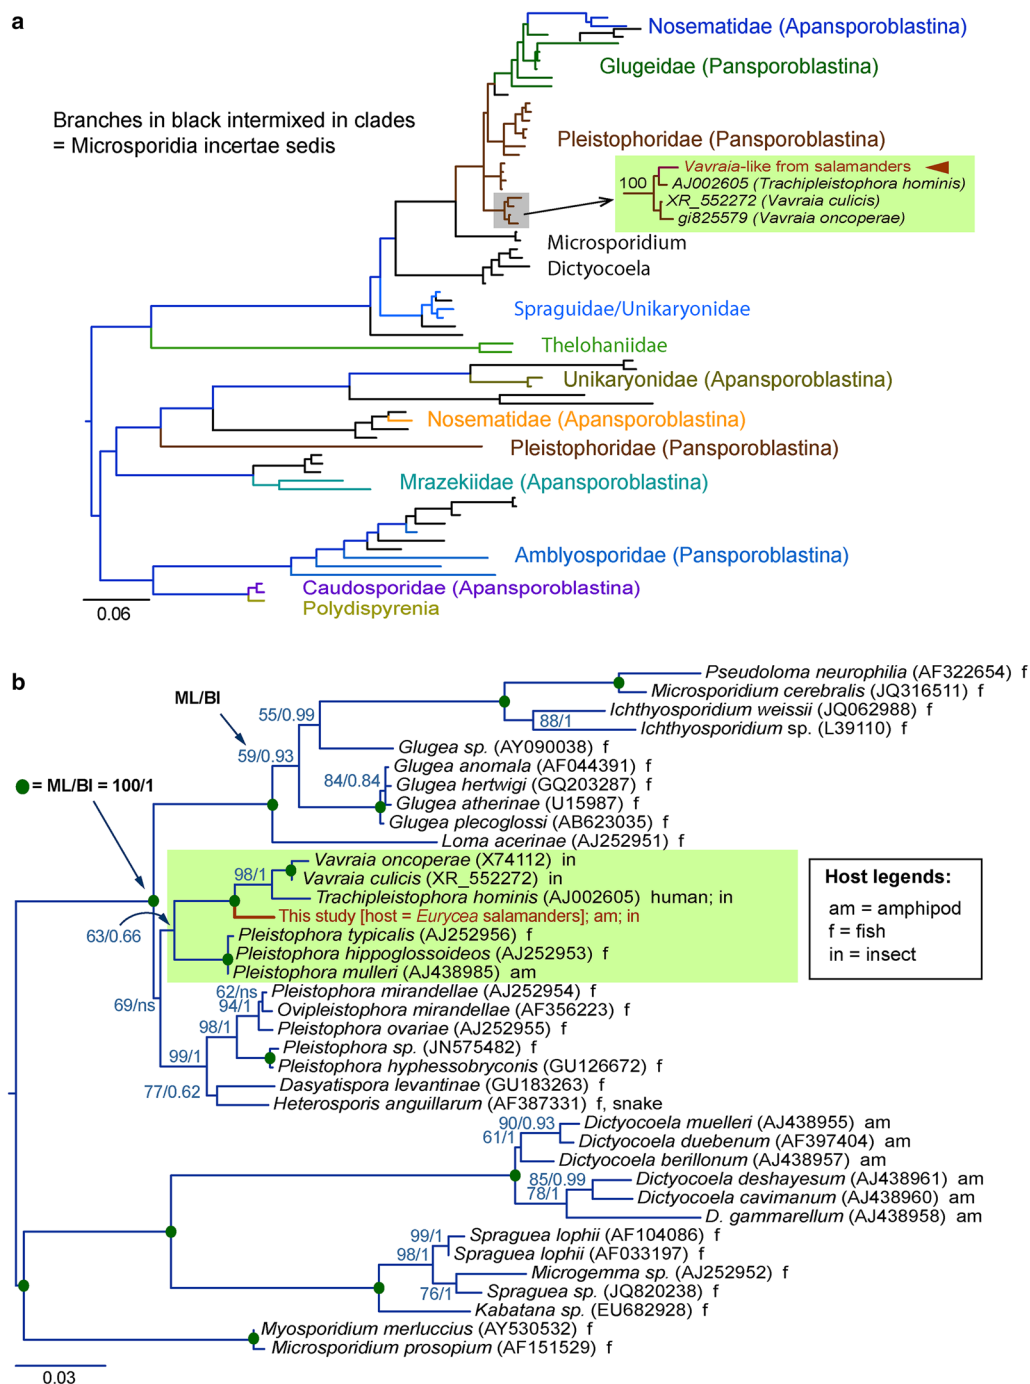 a
Nosematidae (Apansporoblastina)
Glugeidae (Pansporoblastina)
Branches in black intermixed in clades
= Microsporidia incertae sedis
Pleistophoridae (Pansporoblastina)
Vavraia-like from salamanders
100
AJ002605 (Trachipleistophora hominis)
XR_552272 (Vavraia culicis)
gi825579 (Vavraia oncoperae)
Microsporidium
Dictyocoela
Spraguidae/Unikaryonidae
Thelohaniidae
Unikaryonidae (Apansporoblastina)
Nosematidae (Apansporoblastina)
Pleistophoridae (Pansporoblastina)
Mrazekiidae (Apansporoblastina)
Amblyosporidae (Pansporoblastina)
Caudosporidae (Apansporoblastina)
Polydispyrenia
0.06
b
ML/BI
= ML/BI = 100/1
Pseudoloma neurophilia (AF322654) f
Microsporidium cerebralis (JQ316511) f
Ichthyosporidium weissii (JQ062988) f
88/1
Ichthyosporidium sp. (L39110) f
55/0.99
59/0.93
Glugea sp. (AY090038) f
Glugea anomala (AF044391) f
84/0.84
Glugea hertwigi (GQ203287) f
Glugea atherinae (U15987) f
Glugea plecoglossi (AB623035) f
Loma acerinae (AJ252951) f
Vavraia oncoperae (X74112) in
98/1
Vavraia culicis (XR_552272) in
Trachipleistophora hominis (AJ002605) human; in
This study [host = Eurycea salamanders]; am; in
63/0.66
Pleistophora typicalis (AJ252956) f
Pleistophora hippoglossoideos (AJ252953) f
Pleistophora mulleri (AJ438985) am
Host legends:
am = amphipod
f = fish
in = insect
69/ns
62/ns
Pleistophora mirandellae (AJ252954) f
94/1
Ovipleistophora mirandellae (AF356223) f
98/1
Pleistophora ovariae (AJ252955) f
Pleistophora sp. (JN575482) f
99/1
Pleistophora hyphessobryconis (GU126672) f
77/0.62
Dasyatispora levantinae (GU183263) f
Heterosporis anguillarum (AF387331) f, snake
90/0.93
Dictyocoela muelleri (AJ438955) am
61/1
Dictyocoela duebenum (AF397404) am
Dictyocoela berillonum (AJ438957) am
85/0.99
Dictyocoela deshayesum (AJ438961) am
78/1
Dictyocoela cavimanum (AJ438960) am
D. gammarellum (AJ438958) am
99/1
Spraguea lophii (AF104086) f
98/1
Spraguea lophii (AF033197) f
Microgemma sp. (AJ252952) f
76/1
Spraguea sp. (JQ820238) f
Kabatana sp. (EU682928) f
Myosporidium merluccius (AY530532) f
Microsporidium prosopium (AF151529) f
0.03